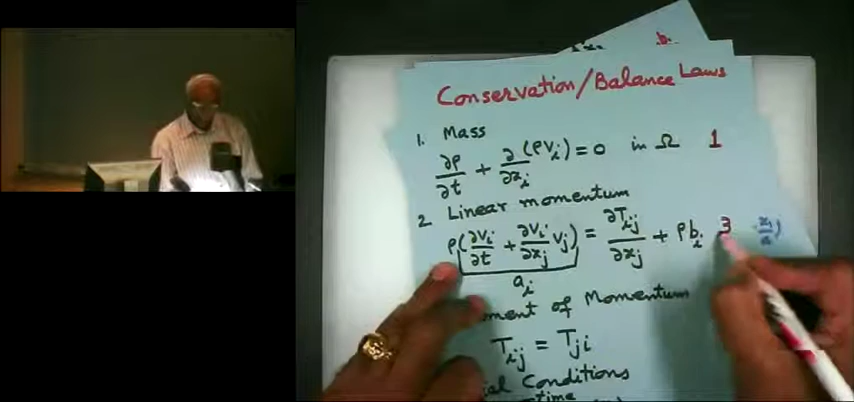 Conservation/Balance Laws
1. Mass
∂ρ/∂t + ∂/∂x_i (ρv_i) = 0 in Ω 1
2. Linear momentum
ρ(∂v_i/∂t + ∂v_i/∂x_j v_j) = ∂T_ij/∂x_j + ρb_i 3
a_i
of Momentum
T_ij = T_ji
Conditions
time